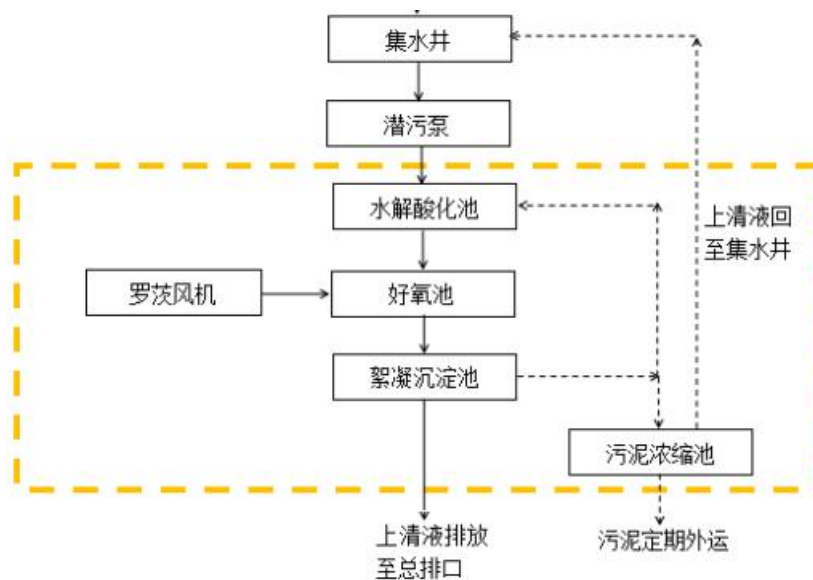 集水井
潜污泵
水解酸化池
上清液回
至集水井
罗茨风机
好氧池
絮凝沉淀池
污泥浓缩池
上清液排放
至总排口
污泥定期外运